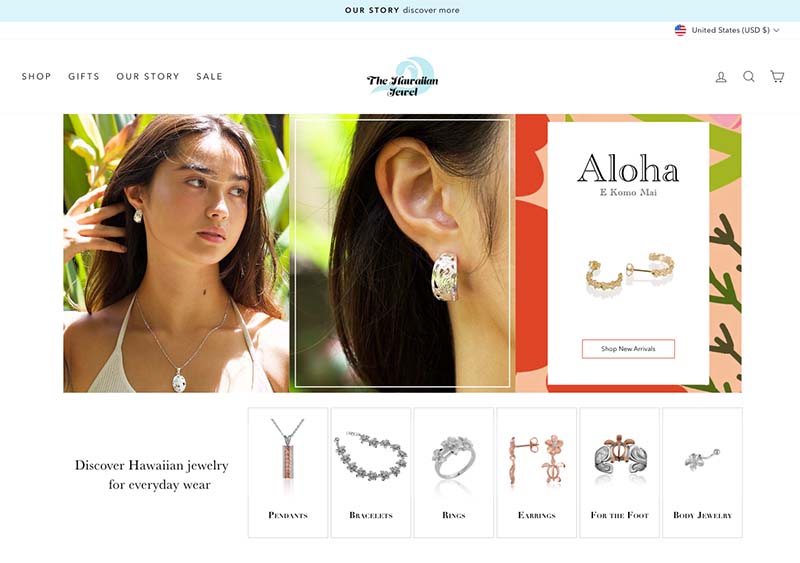 OUR STORY discover more
United States (USD $)
SHOP GIFTS OUR STORY SALE
The Hawaiian
Jewel
Aloha
E Komo Mai
Shop New Arrivals
Discover Hawaiian jewelry
for everyday wear
Pendants Bracelets Rings Earrings For the Foot Body Jewelry